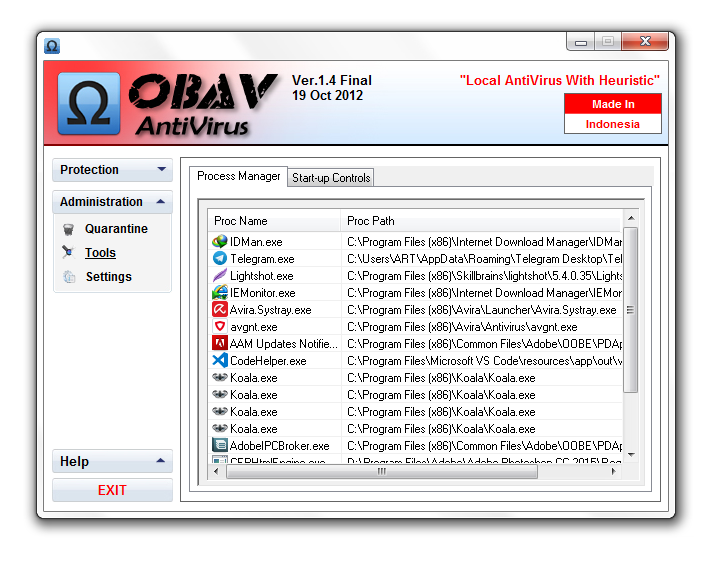 Ω
OBAV
AntiVirus
Ver.1.4 Final
19 Oct 2012
"Local AntiVirus With Heuristic"
Made In
Indonesia
Protection
Administration
Quarantine
Tools
Settings
Help
EXIT
Process Manager
Start-up Controls
Proc Name Proc Path
IDMan.exe C:\Program Files (x86)\Internet Download Manager\IDMar
Telegram.exe C:\Users\ART\AppData\Roaming\Telegram Desktop\Tel
Lightshot.exe C:\Program Files (x86)\Skillbrains\lightshot\5.4.0.35\Lights
IEMonitor.exe C:\Program Files (x86)\Internet Download Manager\IEMor
Avira.Systray.exe C:\Program Files (x86)\Avira\Launcher\Avira.Systray.exe
avgnt.exe C:\Program Files (x86)\Avira\Antivirus\avgnt.exe
AAM Updates Notifie... C:\Program Files (x86)\Common Files\Adobe\OOBE\PDAp
CodeHelper.exe C:\Program Files\Microsoft VS Code\resources\app\out\v
Koala.exe C:\Program Files (x86)\Koala\Koala.exe
Koala.exe C:\Program Files (x86)\Koala\Koala.exe
Koala.exe C:\Program Files (x86)\Koala\Koala.exe
Koala.exe C:\Program Files (x86)\Koala\Koala.exe
AdobeIPCBroker.exe C:\Program Files (x86)\Common Files\Adobe\OOBE\PDAp
CEPHtmlEngine.exe D:\Program Files\Adobe\Adobe Photoshop CC 2015\Req